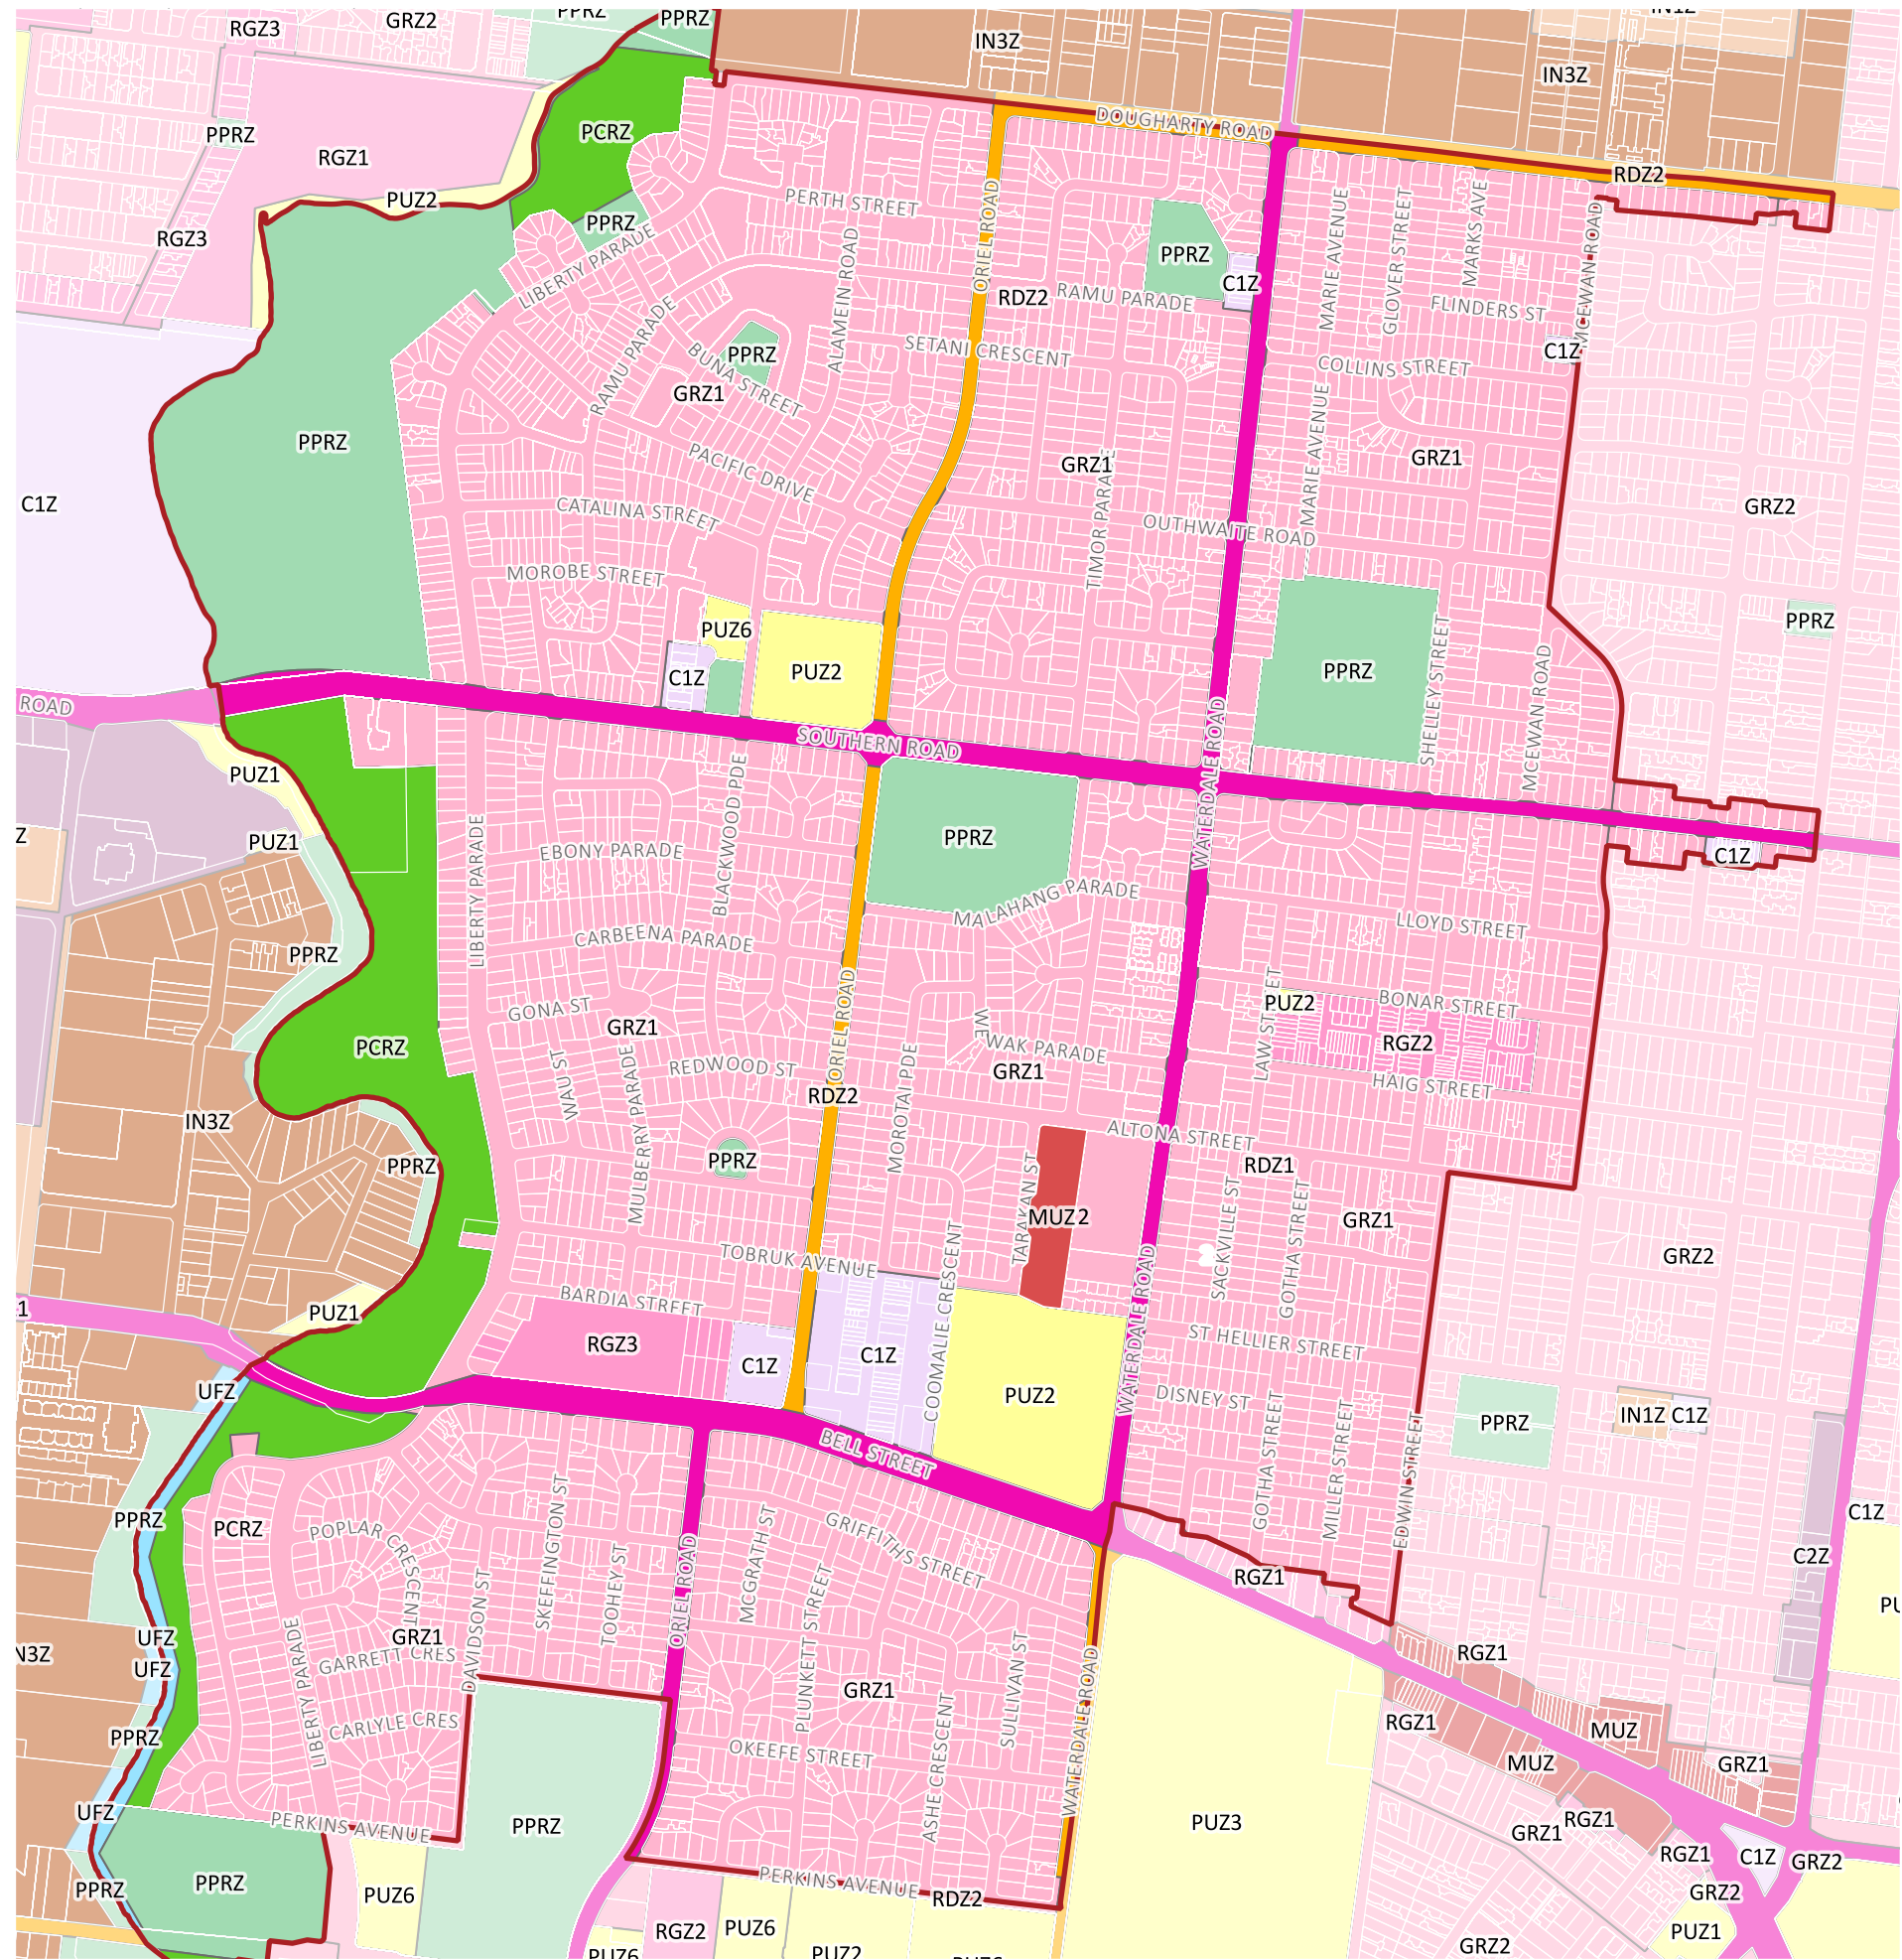 PPRZ
PPRZ
IN1Z
RGZ3
GRZ2
IN3Z
IN3Z
PPRZ
PCRZ
DOUGHARTY ROAD
RGZ1
RDZ2
PUZ2
PERTH STREET
ORIEL ROAD
MARIE AVENUE
GLOVER STREET
MARKS AVE
MCEWAN ROAD
RGZ3
PPRZ
LIBERTY PARADE
ALAMEIN ROAD
PPRZ
C1Z
RDZ2
RAMU PARADE
FLINDERS ST
RAMU PARADE
BUNA STREET
PPRZ
SETANI CRESCENT
C1Z
COLLINS STREET
GRZ1
PPRZ
MARIE AVENUE
PACIFIC DRIVE
GRZ1
TIMOR PARADE
GRZ1
C1Z
CATALINA STREET
OUTHWAITE ROAD
GRZ2
MOROBE STREET
PUZ6
PPRZ
C1Z
PUZ2
PPRZ
SHELLEY STREET
MCEWAN ROAD
ROAD
SOUTHERN ROAD
WATERDALE ROAD
PUZ1
BLACKWOOD PDE
Z
PUZ1
LIBERTY PARADE
EBONY PARADE
PPRZ
C1Z
MALAHANG PARADE
LLOYD STREET
CARBEENA PARADE
PPRZ
ORIEL ROAD
GONA ST
GRZ1
WE
WAK PARADE
LAW STREET
PUZ2
BONAR STREET
RGZ2
PCRZ
REDWOOD ST
GRZ1
HAIG STREET
WAU ST
MULBERRY PARADE
RDZ2
MOROTAI PDE
IN3Z
ALTONA STREET
PPRZ
PPRZ
RDZ1
TARAKAN ST
MUZ2
SACKVILLE ST
GOTHA STREET
GRZ1
TOBRUK AVENUE
COOMALIE CRESCENT
WATERDALE ROAD
GRZ2
1
PUZ1
BARDIA STREET
RGZ3
C1Z
C1Z
ST HELLIER STREET
UFZ
PUZ2
DISNEY ST
GOTHA STREET
MILLER STREET
EDWIN STREET
PPRZ
IN1Z
C1Z
BELL STREET
PPRZ
PCRZ
POPLAR CRESCENT
SKEFFINGTON ST
TOOHEY ST
ORIEL ROAD
MCGRATH ST
GRIFFITHS STREET
C1Z
C2Z
RGZ1
UFZ
GRZ1
DAVIDSON ST
PLUNKETT STREET
SULLIVAN ST
PU
N3Z
UFZ
LIBERTY PARADE
GARRETT CRES
GRZ1
WATERDALE ROAD
RGZ1
PPRZ
CARLYLE CRES
OKEEFE STREET
ASHE CRESCENT
RGZ1
MUZ
MUZ
GRZ1
UFZ
PERKINS AVENUE
PPRZ
PUZ3
RGZ1
GRZ1
RGZ1
C1Z
GRZ2
PPRZ
PPRZ
PUZ6
PERKINS AVENUE
RDZ2
GRZ2
RGZ2
PUZ6
PUZ1
PUZ6
PUZ2
GRZ2